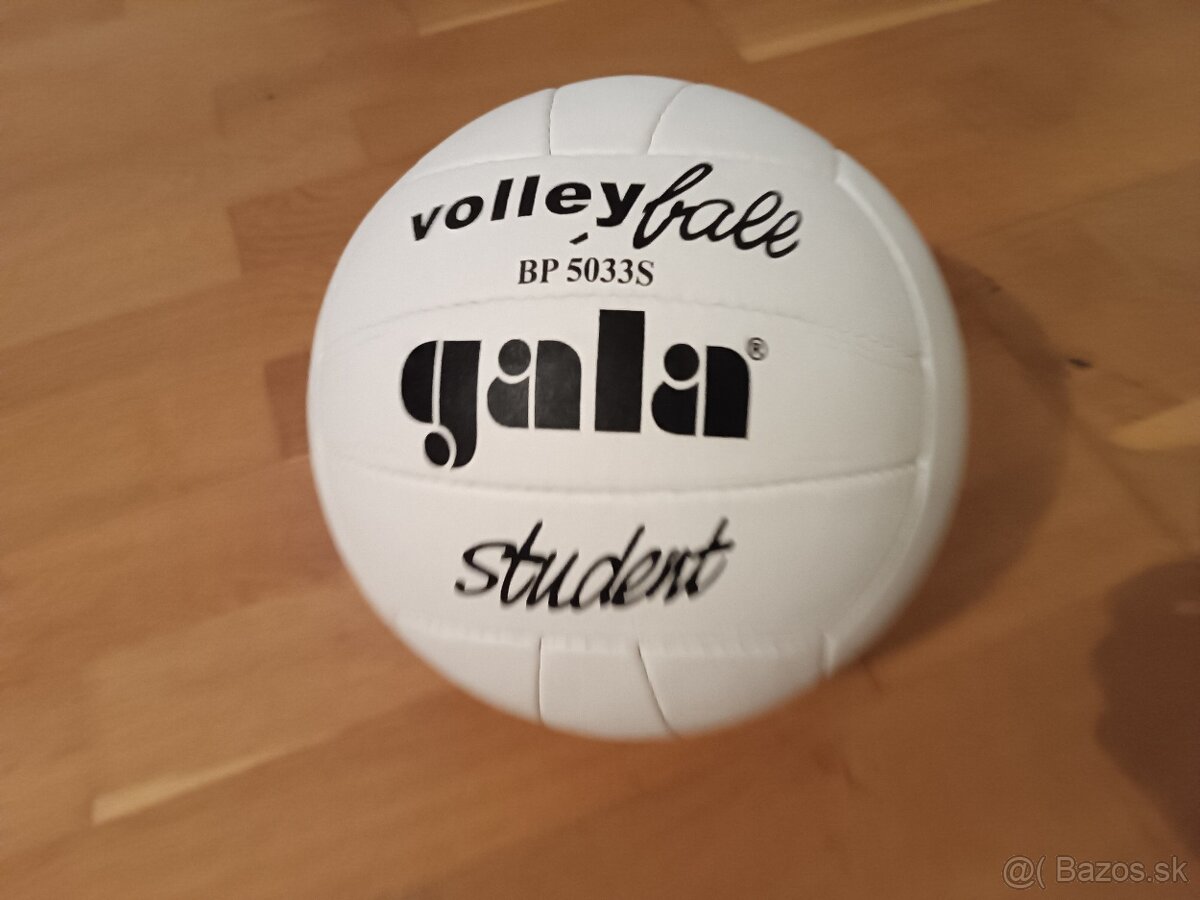 volleyball
BP 5033S
gala®
student
@( Bazos.sk